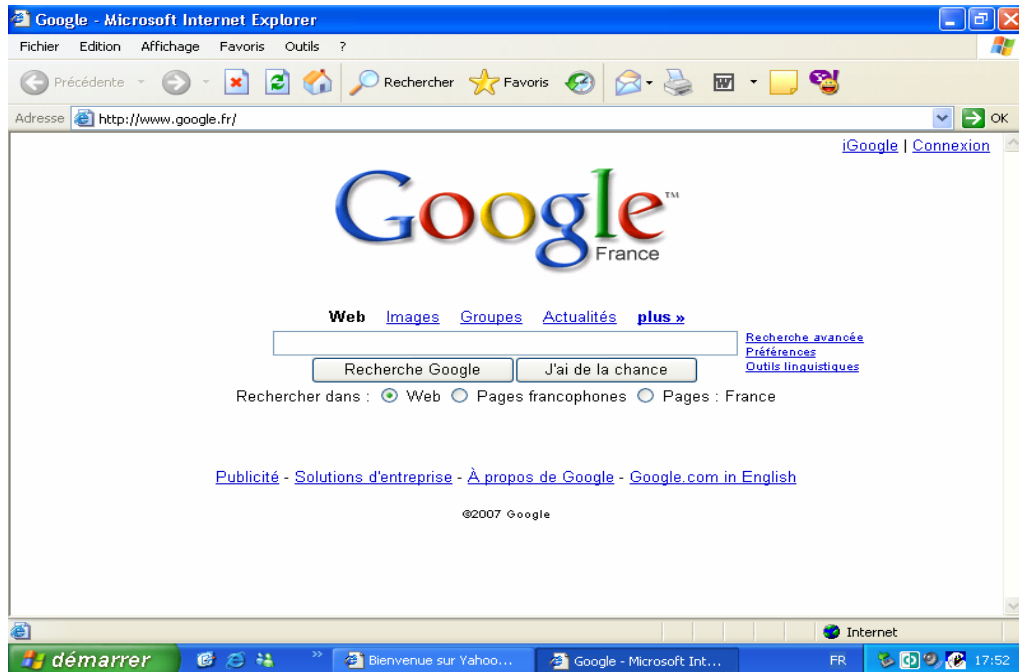 Google - Microsoft Internet Explorer
Fichier Edition Affichage Favoris Outils ?
Précédente Rechercher Favoris
Adresse http://www.google.fr/ OK
iGoogle | Connexion
Google™
France
Web Images Groupes Actualités plus »
Recherche avancée
Préférences
Outils linguistiques
Recherche Google J'ai de la chance
Rechercher dans : Web Pages francophones Pages : France
Publicité - Solutions d'entreprise - À propos de Google - Google.com in English
©2007 Google
Internet
démarrer » Bienvenue sur Yahoo... Google - Microsoft Int... FR 17:52